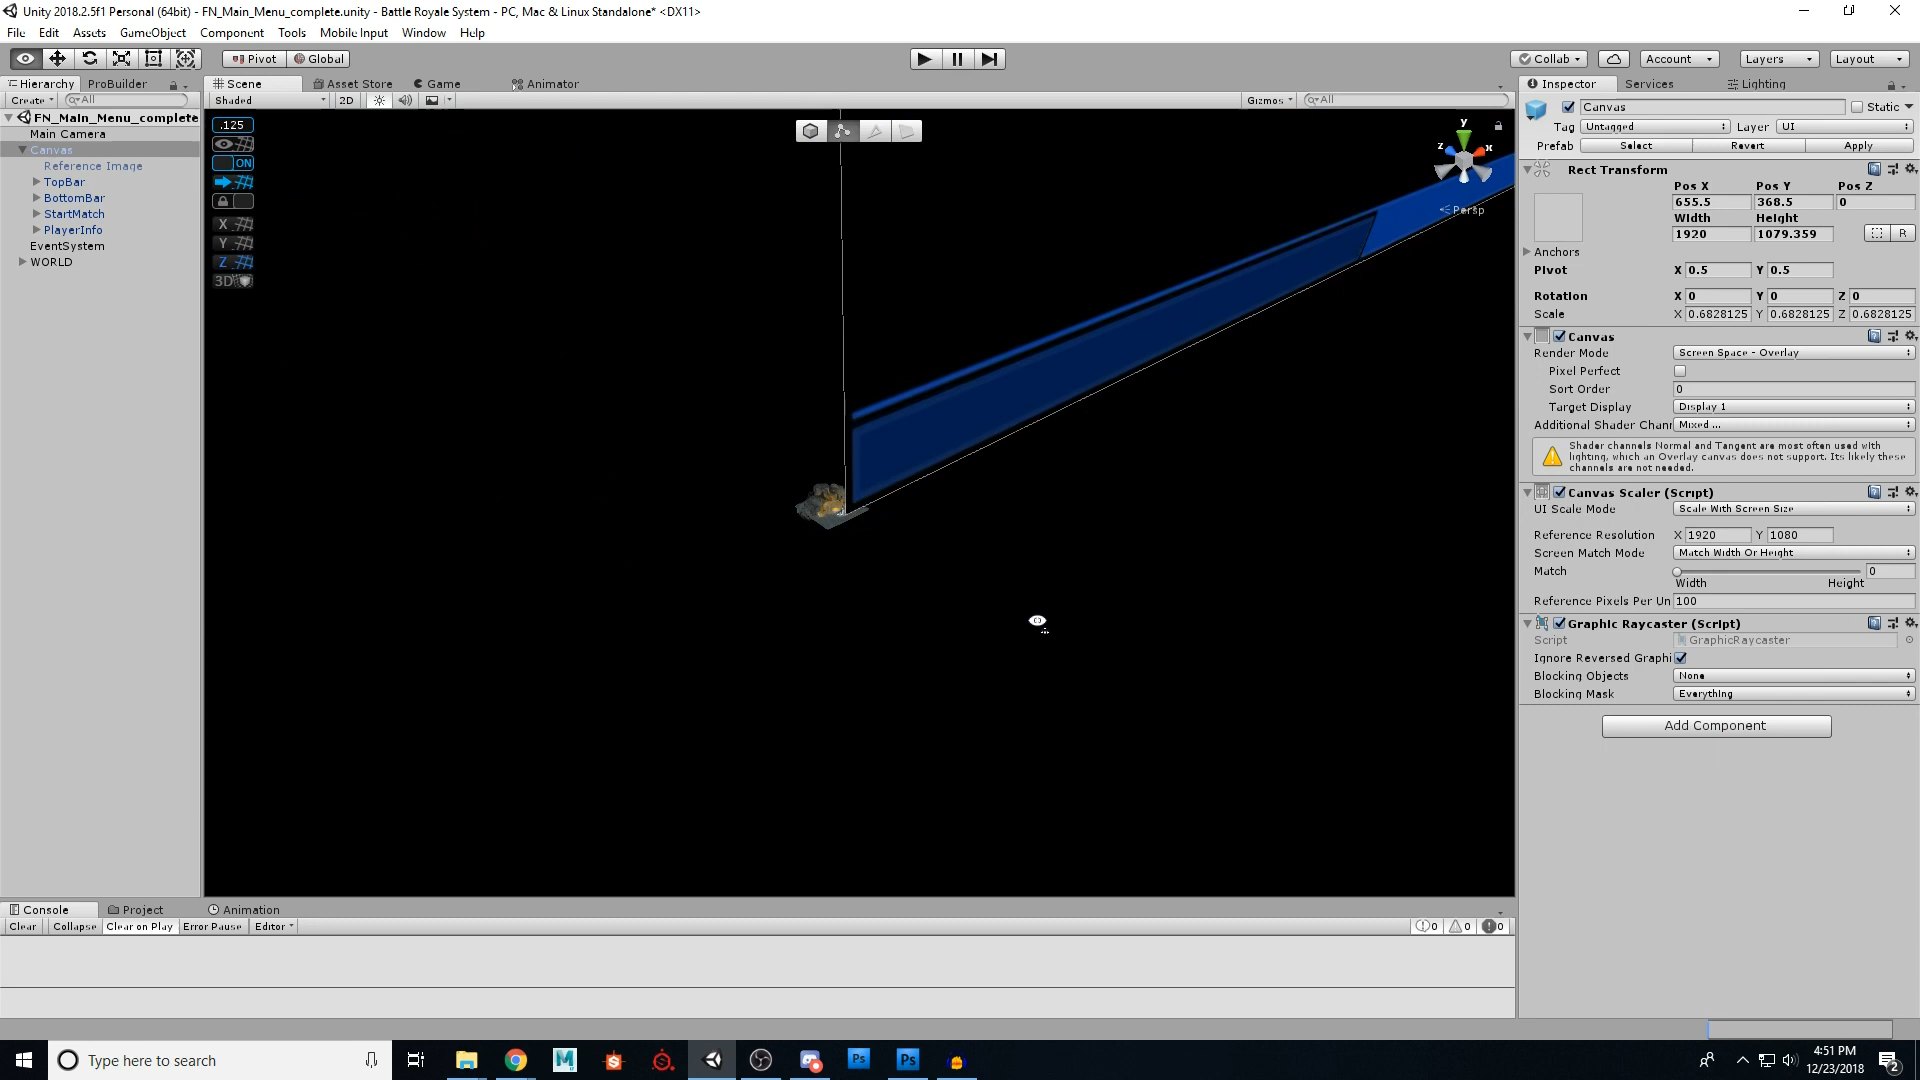 Unity 2018.2.5f1 Personal (64bit) - FN_Main_Menu_complete.unity - Battle Royale System - PC, Mac & Linux Standalone* <DX11>
File Edit Assets GameObject Component Tools Mobile Input Window Help
Pivot Global Collab Account Layers Layout
Hierarchy ProBuilder Scene Asset Store Game Animator Inspector Services Lighting
Create All Shaded 2D Gizmos All
FN_Main_Menu_complete
Main Camera
Canvas
Reference Image
TopBar
BottomBar
StartMatch
PlayerInfo
EventSystem
WORLD
.125
ON
X
Y
Z
3D
y
z x
Persp
Canvas Static
Tag Untagged Layer UI
Prefab Select Revert Apply
Rect Transform
Pos X Pos Y Pos Z
655.5 368.5 0
Width Height
1920 1079.359
R
Anchors
Pivot X 0.5 Y 0.5
Rotation X 0 Y 0 Z 0
Scale X 0.6828125 Y 0.6828125 Z 0.6828125
Canvas
Render Mode Screen Space - Overlay
Pixel Perfect
Sort Order 0
Target Display Display 1
Additional Shader Chanr Mixed ...
Shader channels Normal and Tangent are most often used with
lighting, which an Overlay canvas does not support. Its likely these
channels are not needed.
Canvas Scaler (Script)
UI Scale Mode Scale With Screen Size
Reference Resolution X 1920 Y 1080
Screen Match Mode Match Width Or Height
Match 0
Width Height
Reference Pixels Per Un 100
Graphic Raycaster (Script)
Script GraphicRaycaster
Ignore Reversed Graphi
Blocking Objects None
Blocking Mask Everything
Add Component
Console Project Animation
Clear Collapse Clear on Play Error Pause Editor 0 0 0
Type here to search
M
S
Ps
Ps
4:51 PM
12/23/2018
2